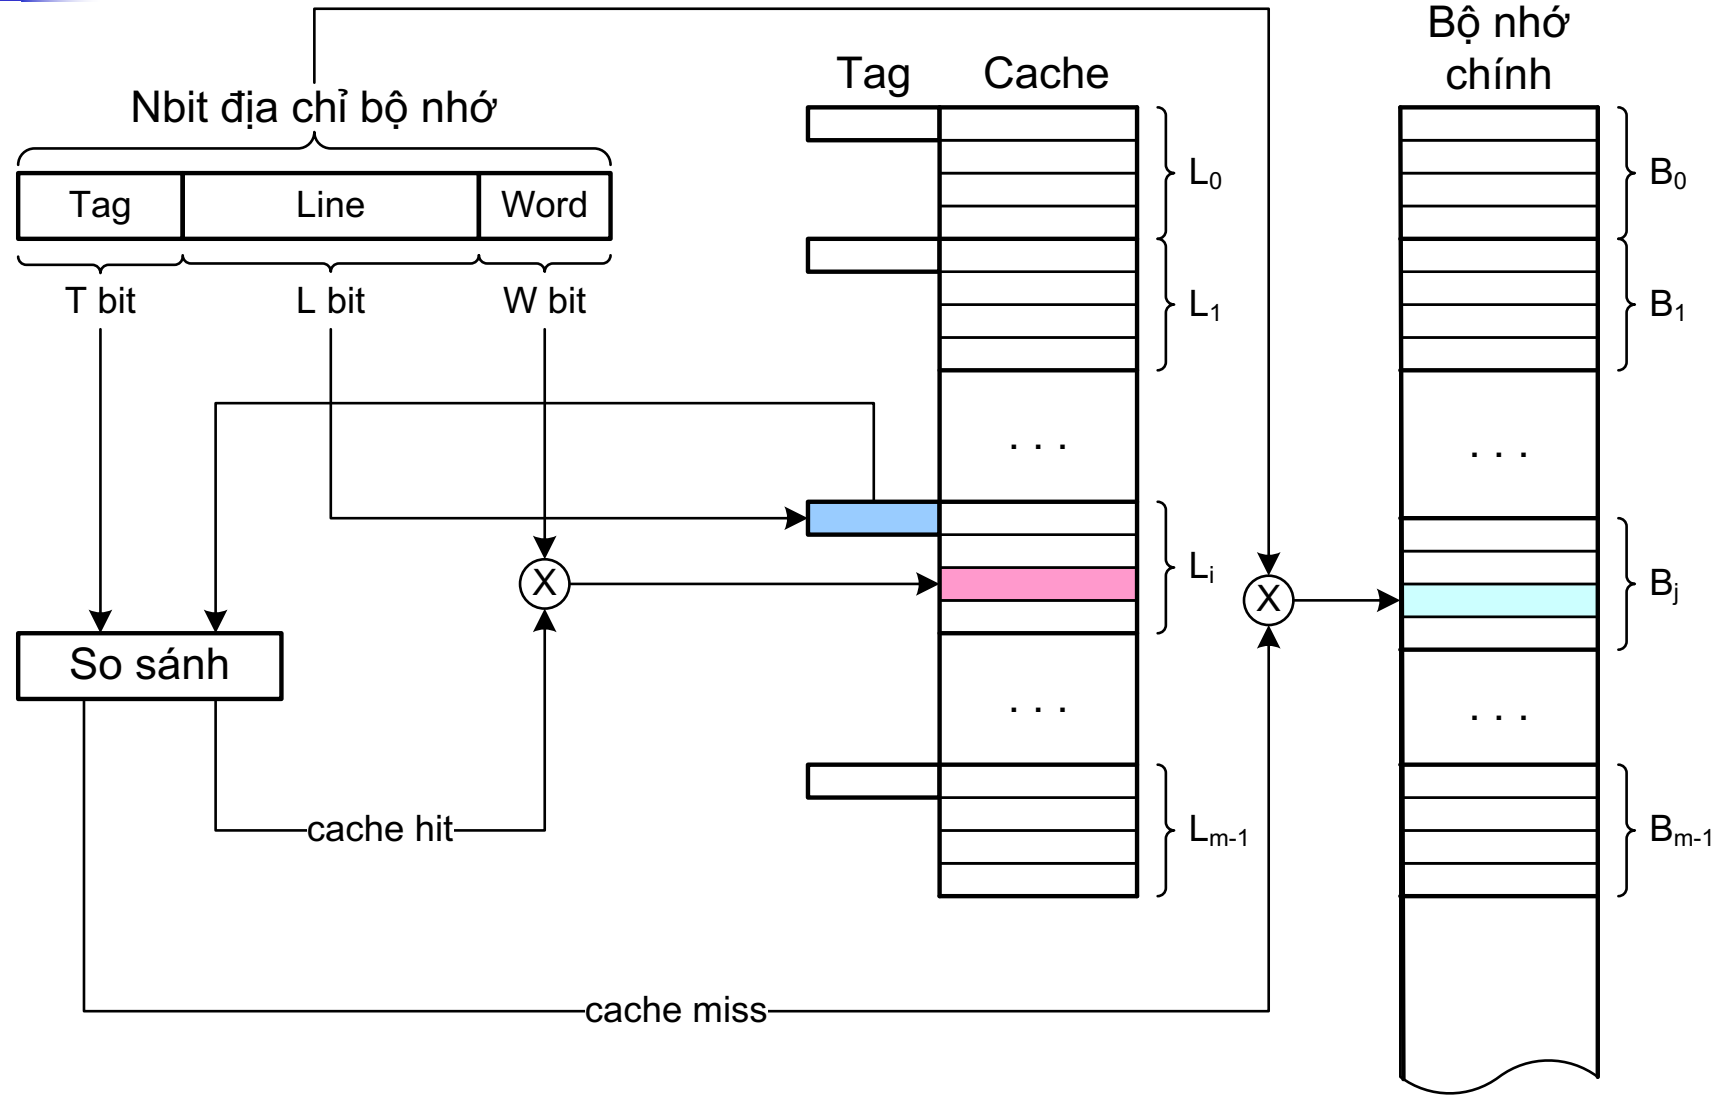 Bộ nhớ
chính
Tag Cache
Nbit địa chỉ bộ nhớ
Tag Line Word
T bit L bit W bit
L0
L1
. . .
Li
. . .
Lm-1
B0
B1
. . .
Bj
. . .
Bm-1
X
X
So sánh
cache hit
cache miss